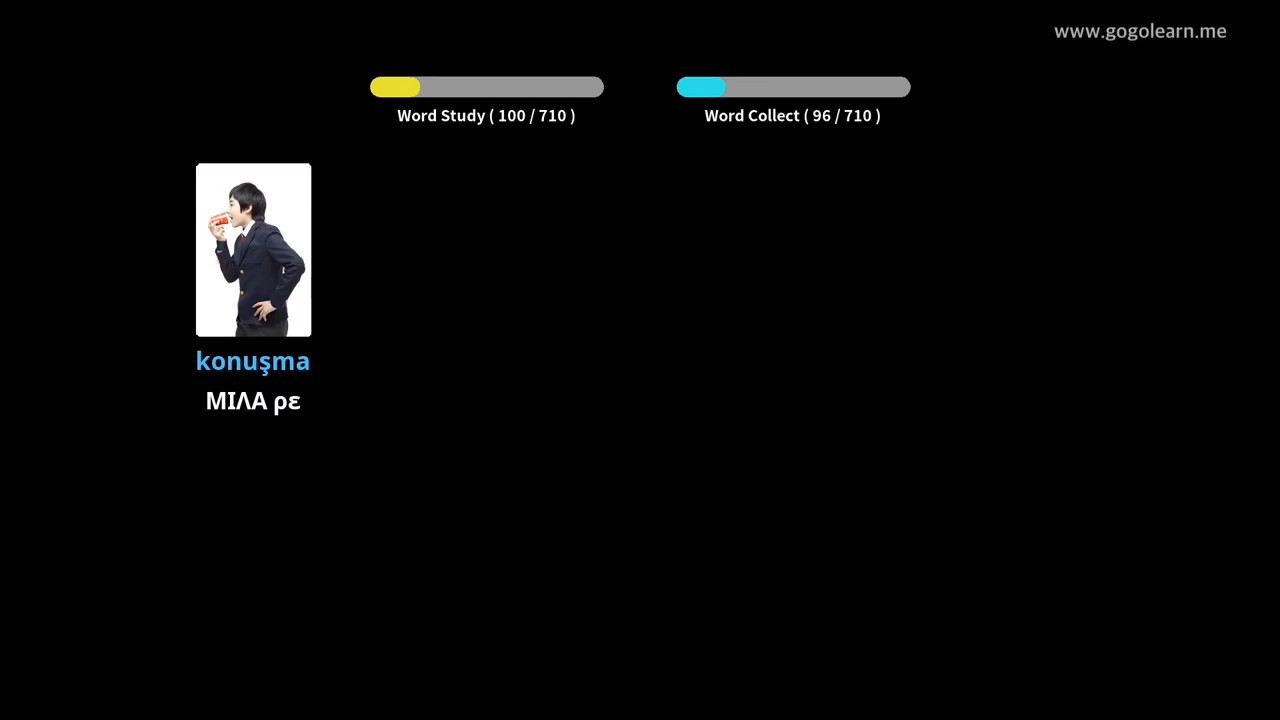 www.gogolearn.me
Word Study ( 100 / 710 )
Word Collect ( 96 / 710 )
konuşma
ΜΙΛΑ ρε